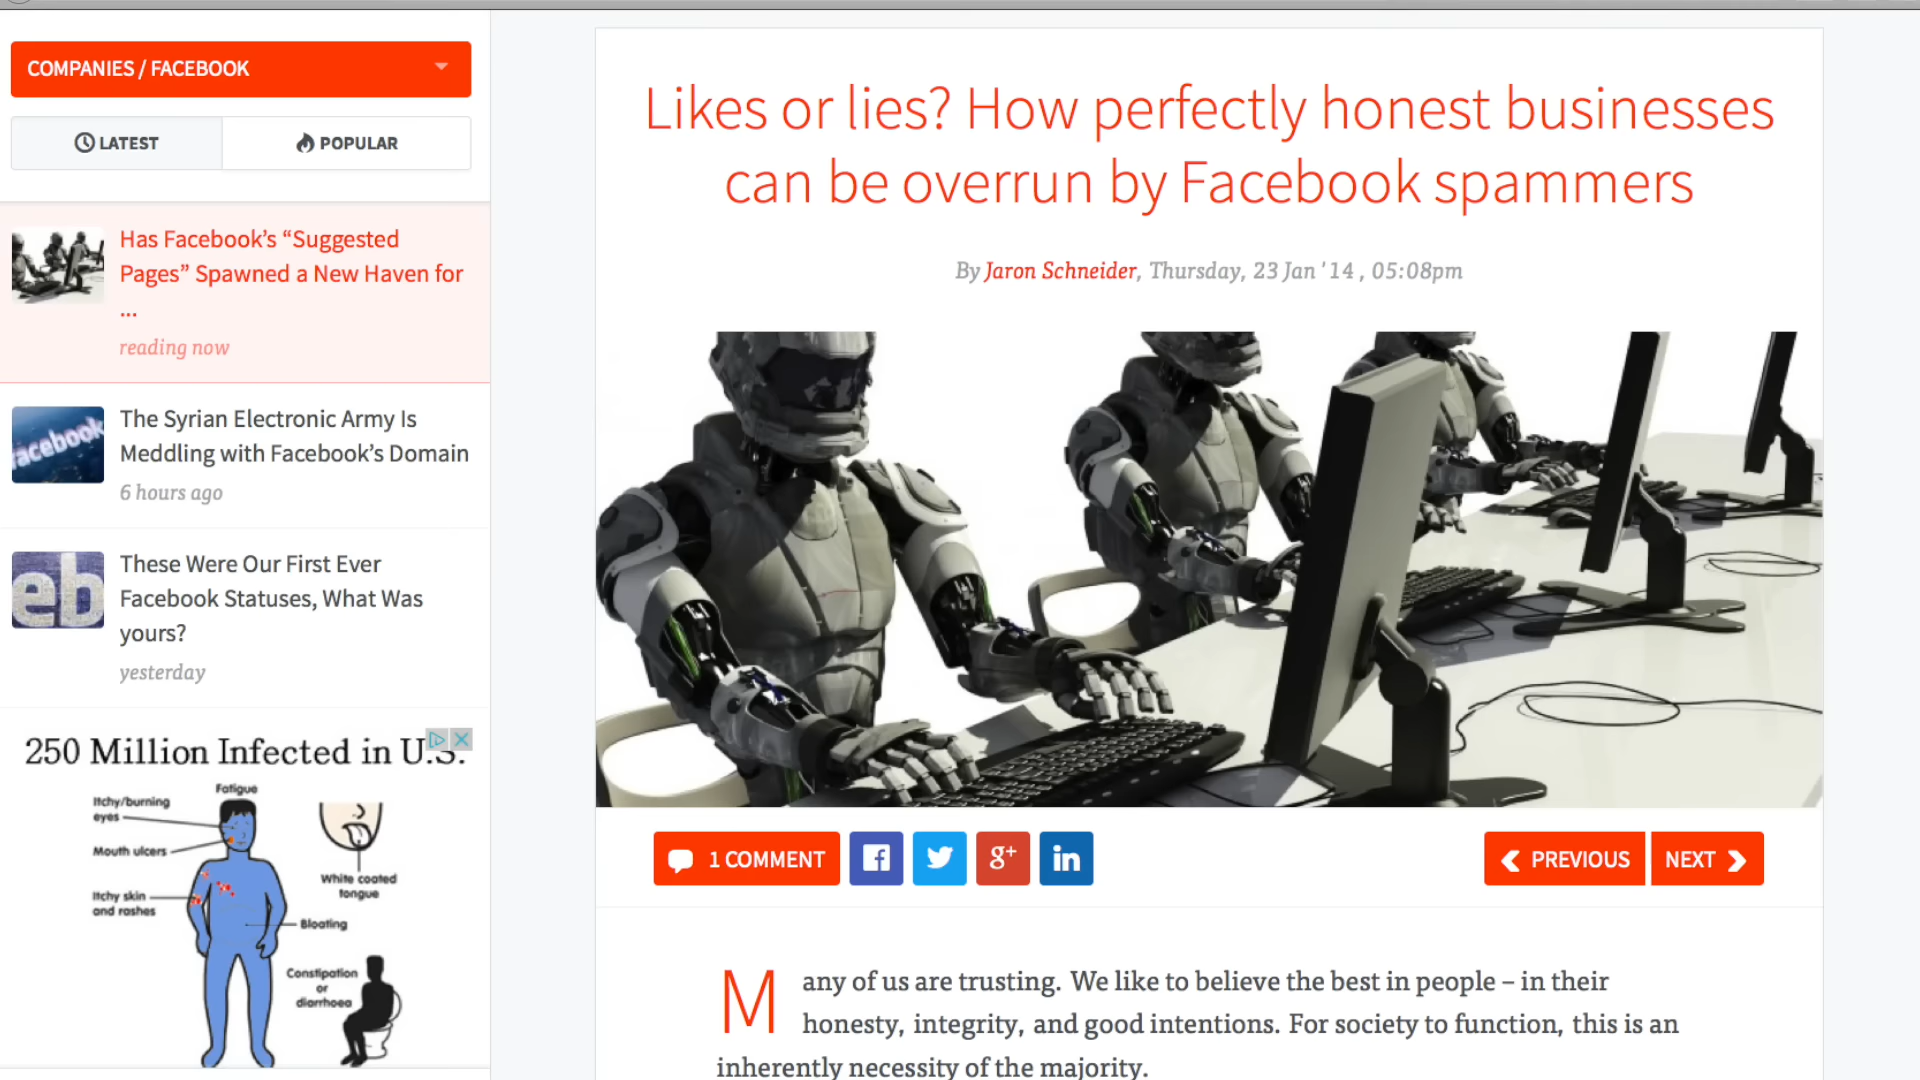 COMPANIES / FACEBOOK
LATEST
POPULAR
Has Facebook’s “Suggested
Pages” Spawned a New Haven for
...
reading now
acebook
The Syrian Electronic Army Is
Meddling with Facebook’s Domain
6 hours ago
eb
These Were Our First Ever
Facebook Statuses, What Was
yours?
yesterday
250 Million Infected in U.S.
Fatigue
Itchy/burning
eyes
Mouth ulcers
White coated
tongue
Itchy skin
and rashes
Bloating
Constipation
or
diarrhoea
Likes or lies? How perfectly honest businesses
can be overrun by Facebook spammers
By Jaron Schneider, Thursday, 23 Jan '14 , 05:08pm
1 COMMENT
f
g+
in
PREVIOUS
NEXT
Many of us are trusting. We like to believe the best in people – in their
honesty, integrity, and good intentions. For society to function, this is an
inherently necessity of the majority.